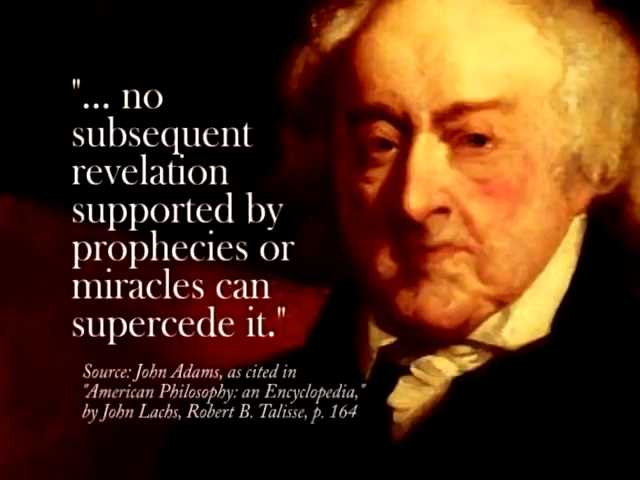 "... no
subsequent
revelation
supported by
prophecies or
miracles can
supercede it."
Source: John Adams, as cited in
"American Philosophy: an Encyclopedia,"
by John Lachs, Robert B. Talisse, p. 164